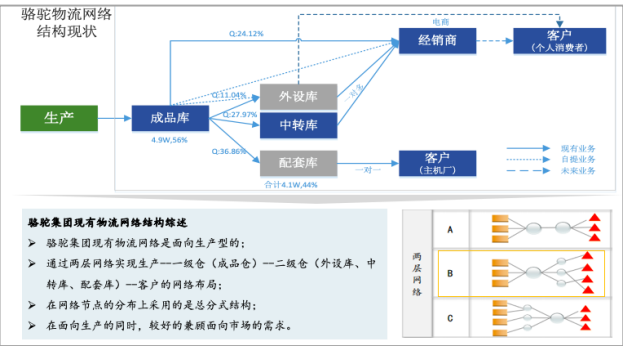 骆驼物流网络
结构现状
电商
Q:24.12%
经销商
客户
（个人消费者）
Q:11.04%
外设库
一对多
生产
成品库
Q:27.97%
中转库
4.9W,56%
Q:36.86%
配套库
一对一
客户
（主机厂）
合计4.1W,44%
现有业务
自提业务
未来业务
骆驼集团现有物流网络结构综述
➢ 骆驼集团现有物流网络是面向生产型的；
➢ 通过两层网络实现生产—一级仓（成品仓）—二级仓（外设库、中
转库、配套库）—客户的网络布局；
➢ 在网络节点的分布上采用的是总分式结构；
➢ 在面向生产的同时，较好的兼顾面向市场的需求。
两层网络
A
B
C